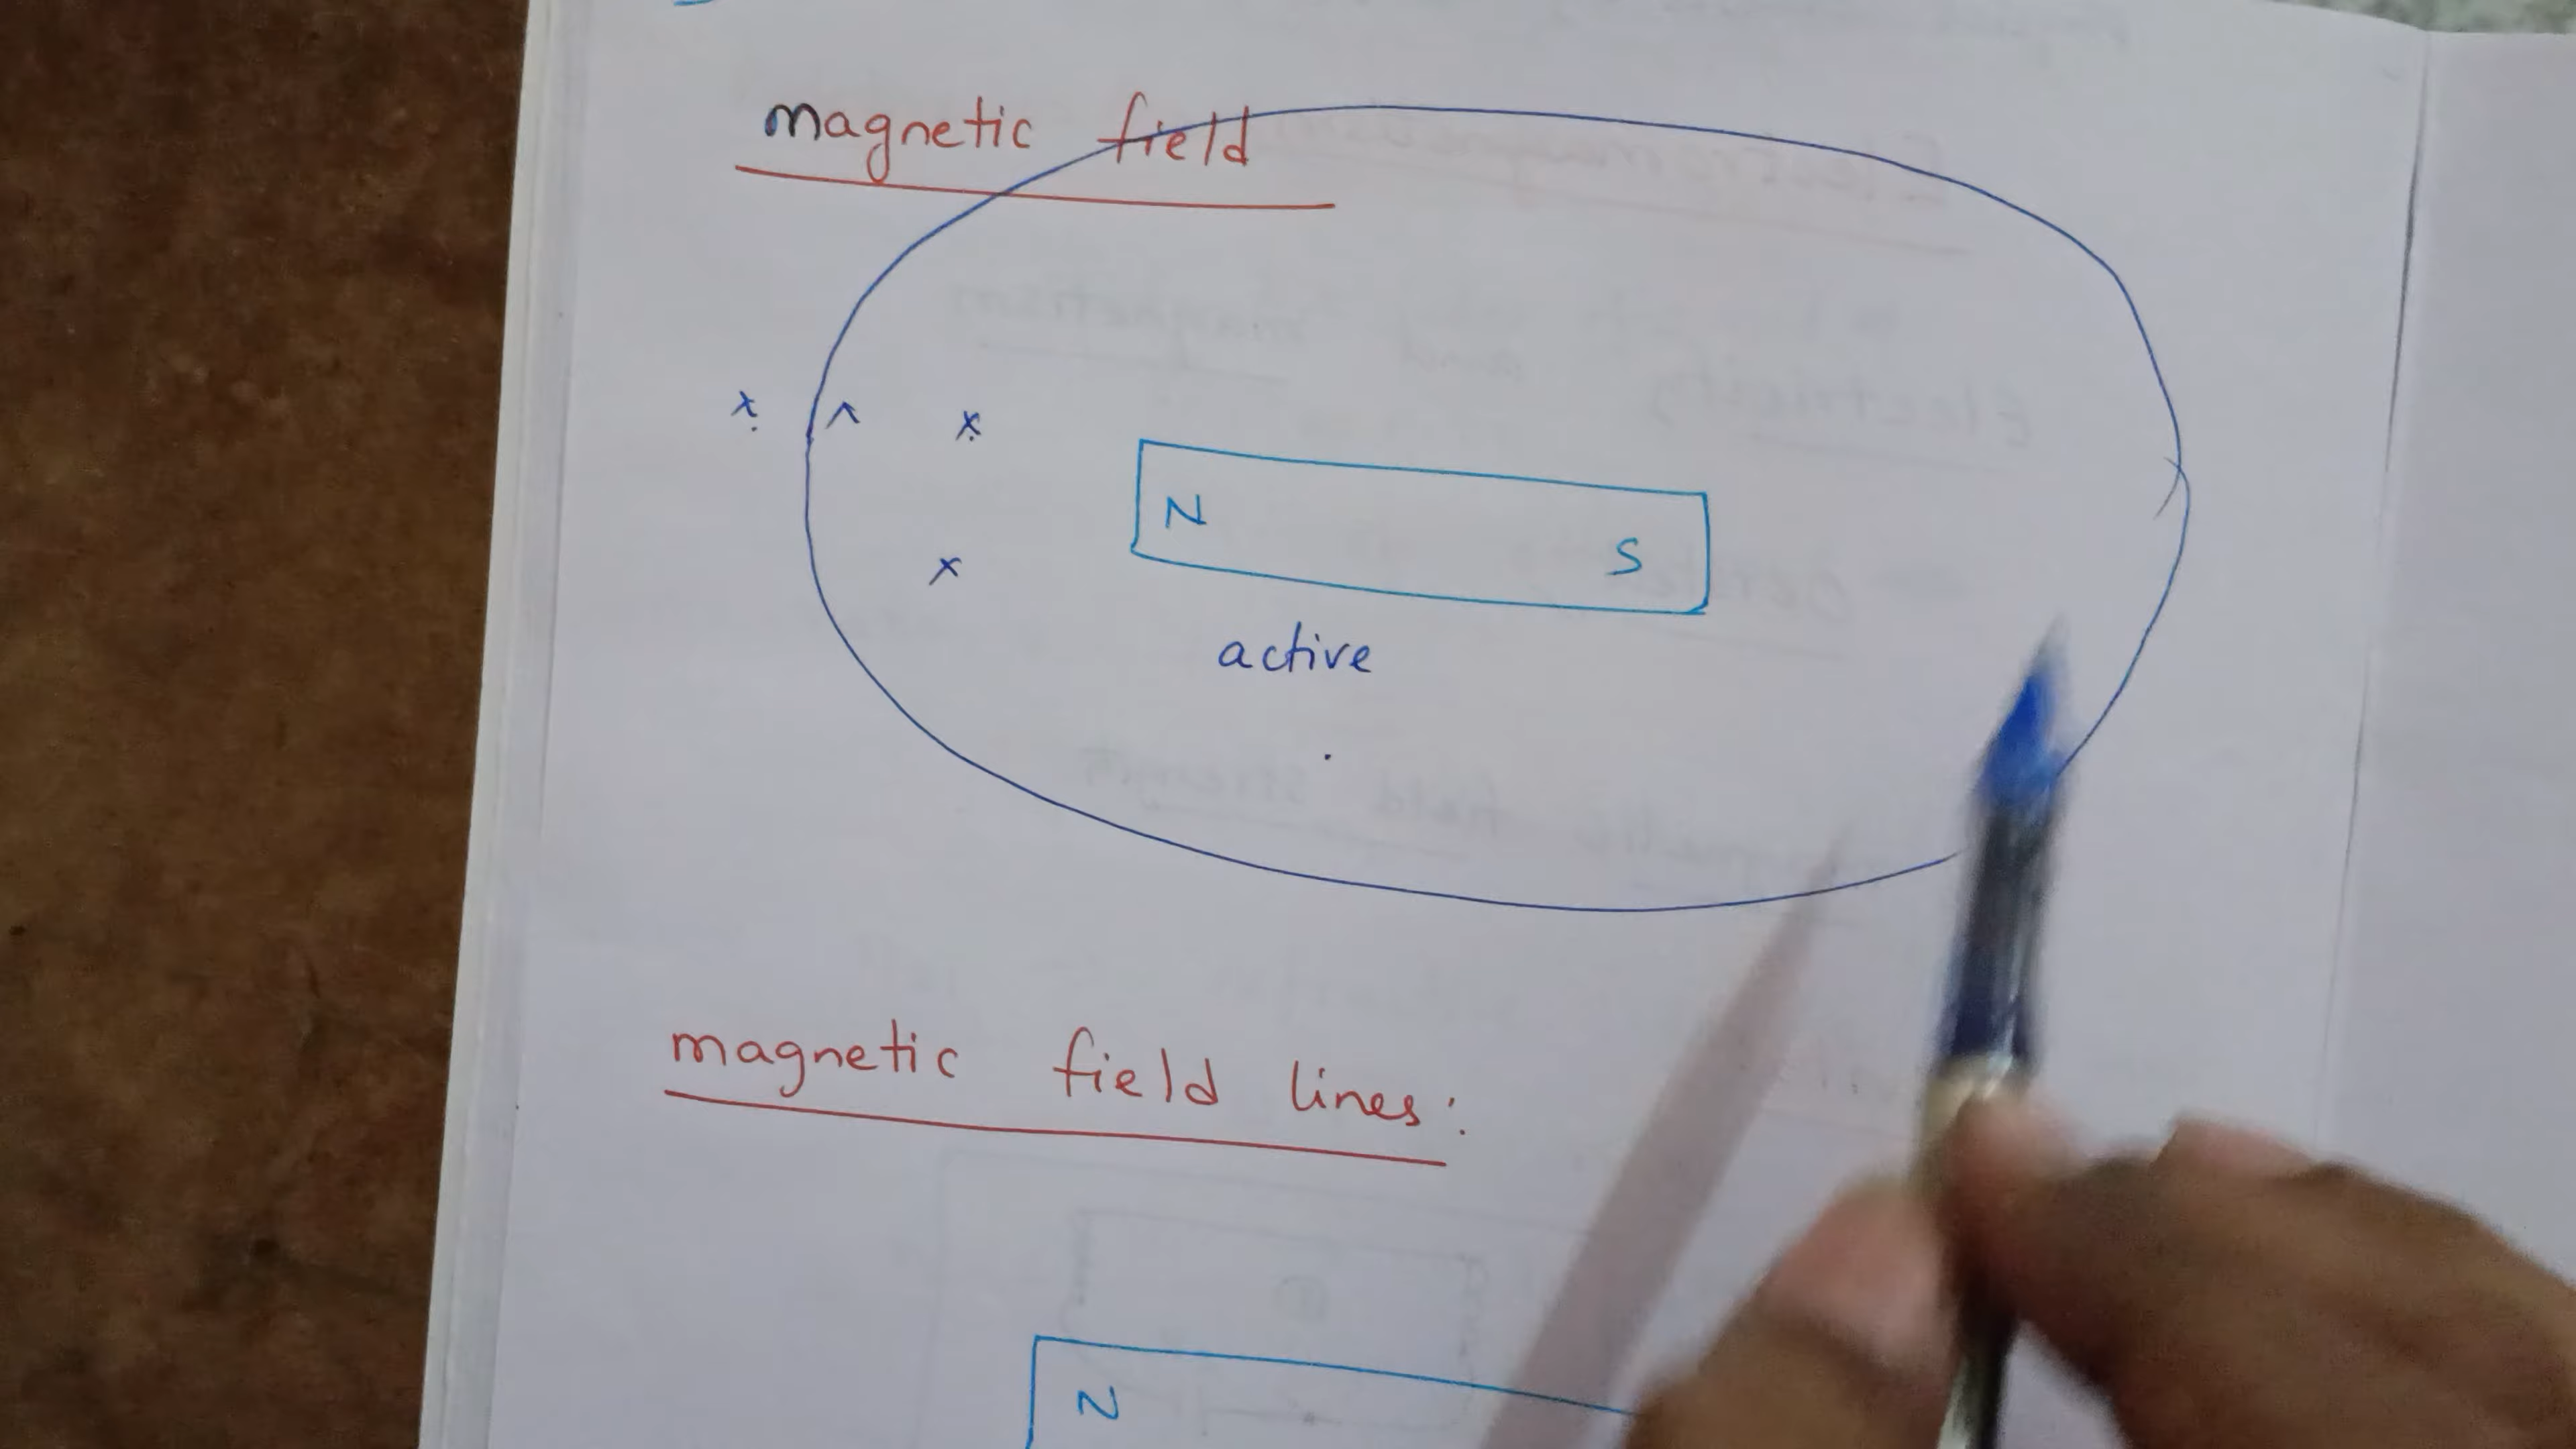 magnetic field
x ^ x
N
S
x
active
magnetic field lines:
N